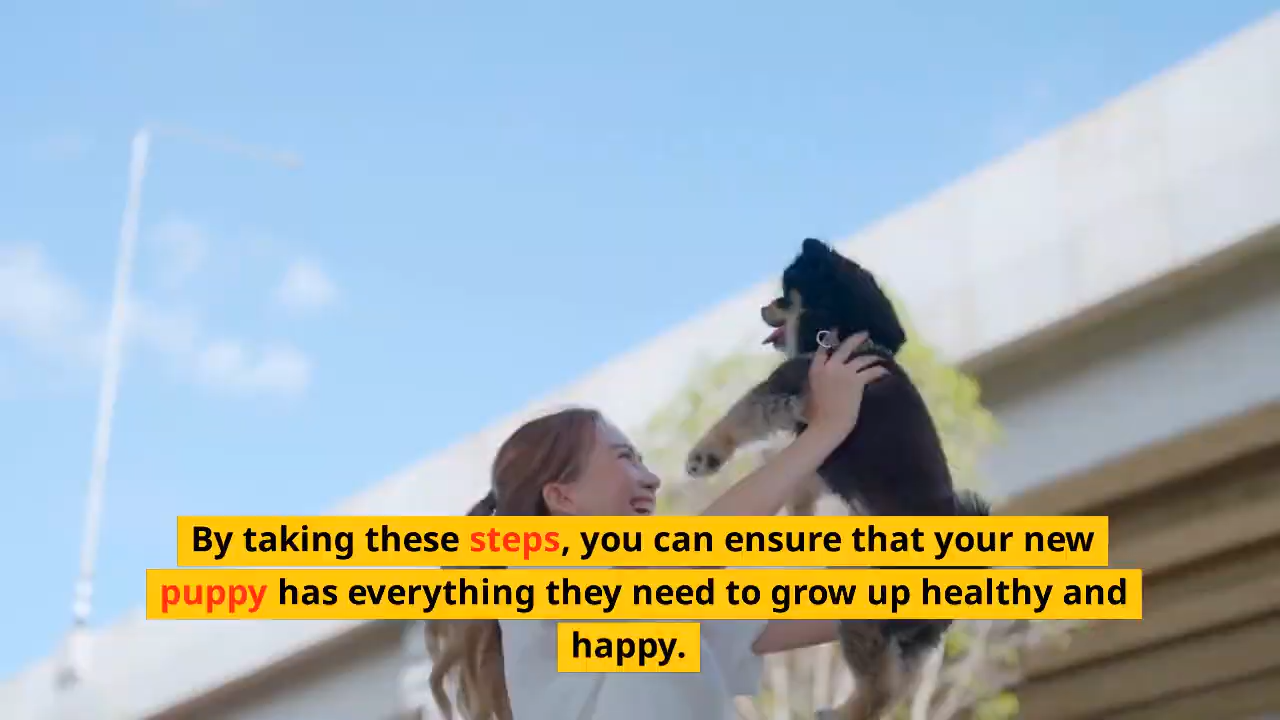 By taking these steps, you can ensure that your new
puppy has everything they need to grow up healthy and
happy.